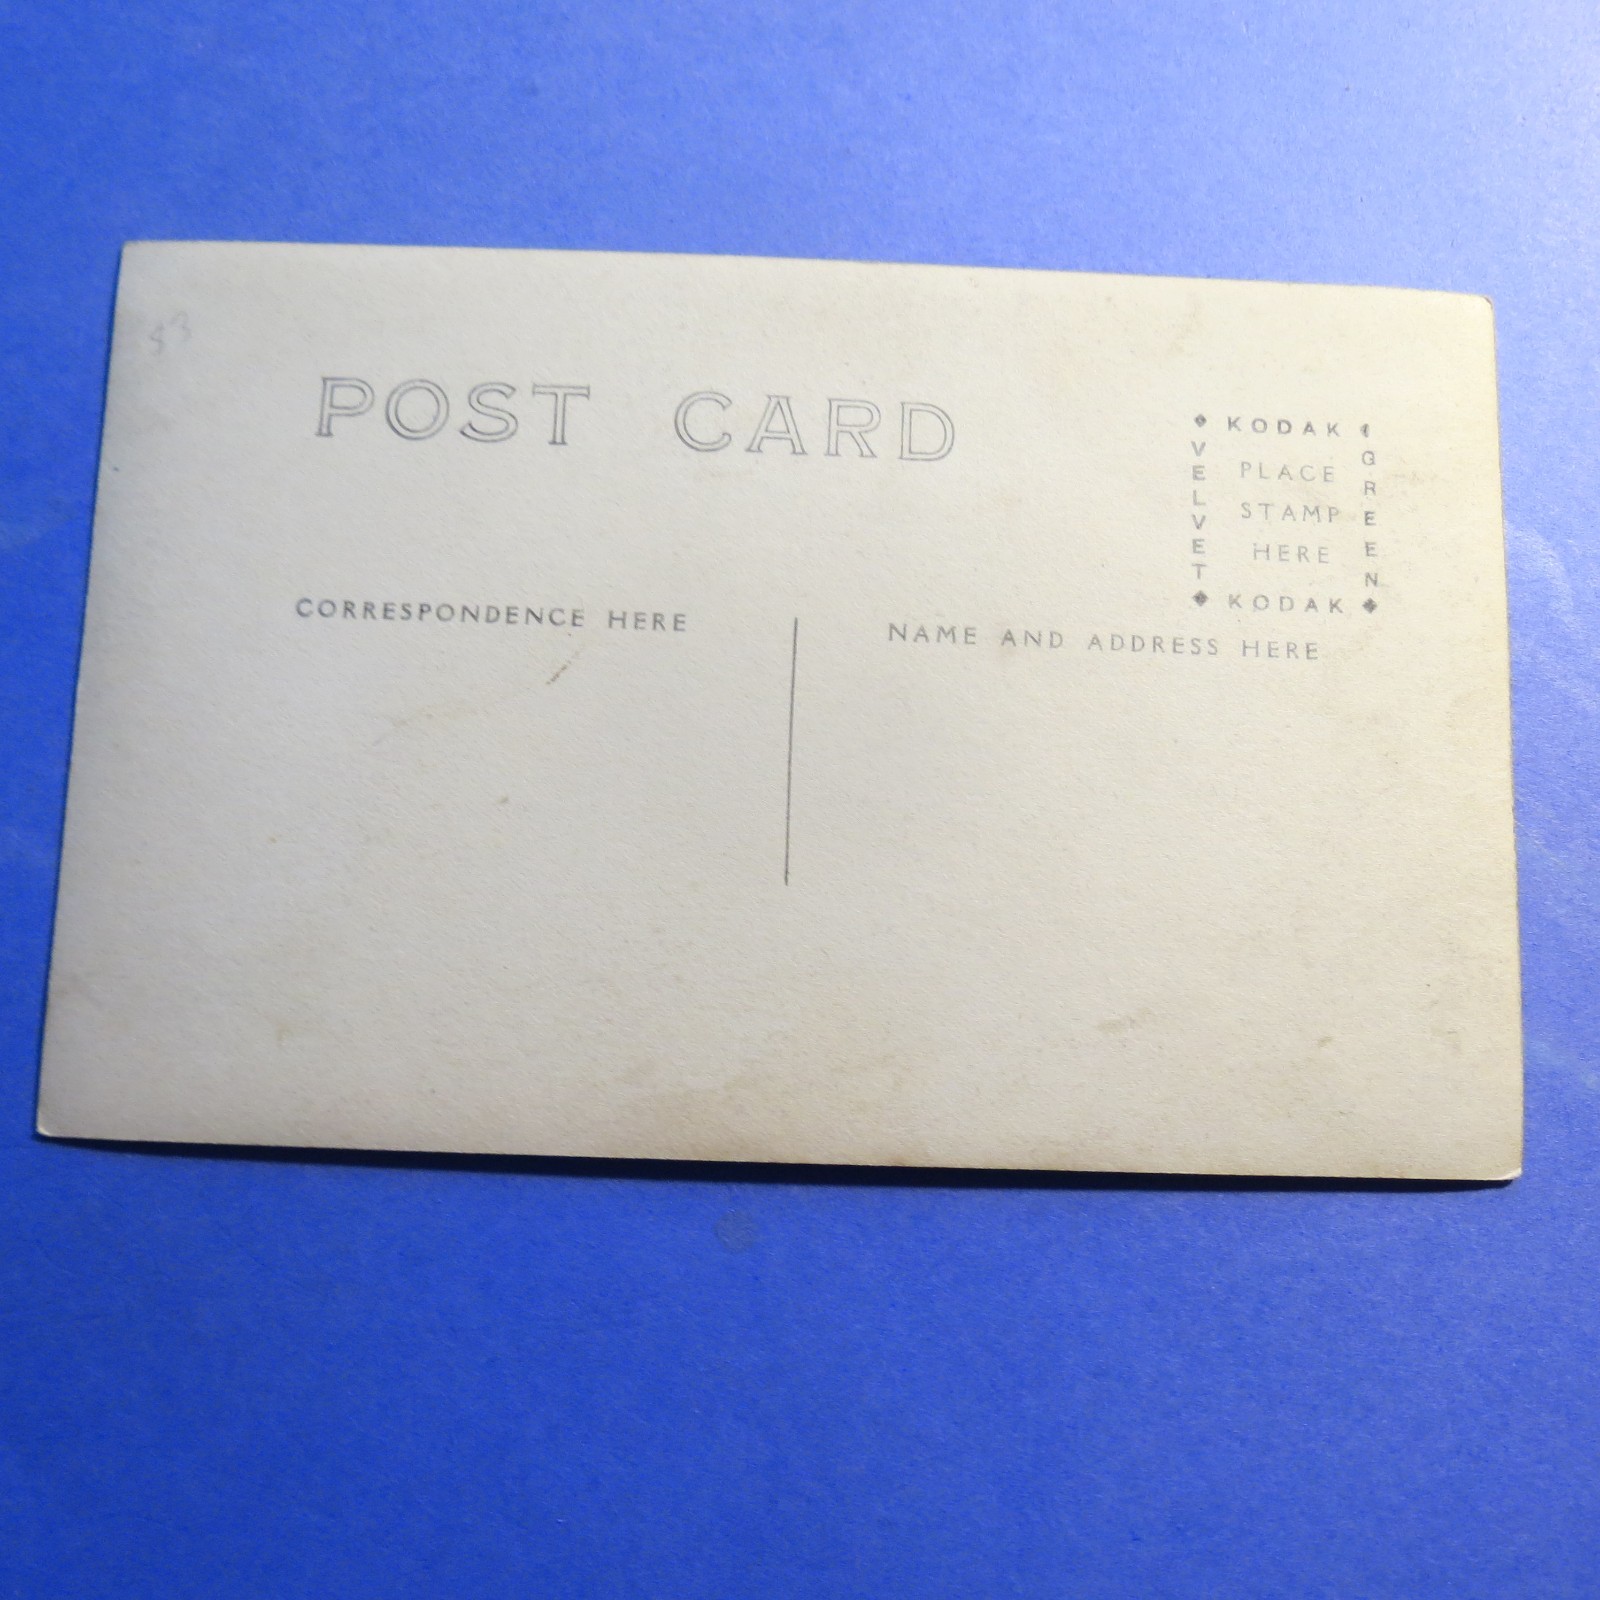 POST CARD
◆ KODAK ◆
VELVET
GREEN
PLACE
STAMP
HERE
◆ KODAK ◆
CORRESPONDENCE HERE
NAME AND ADDRESS HERE